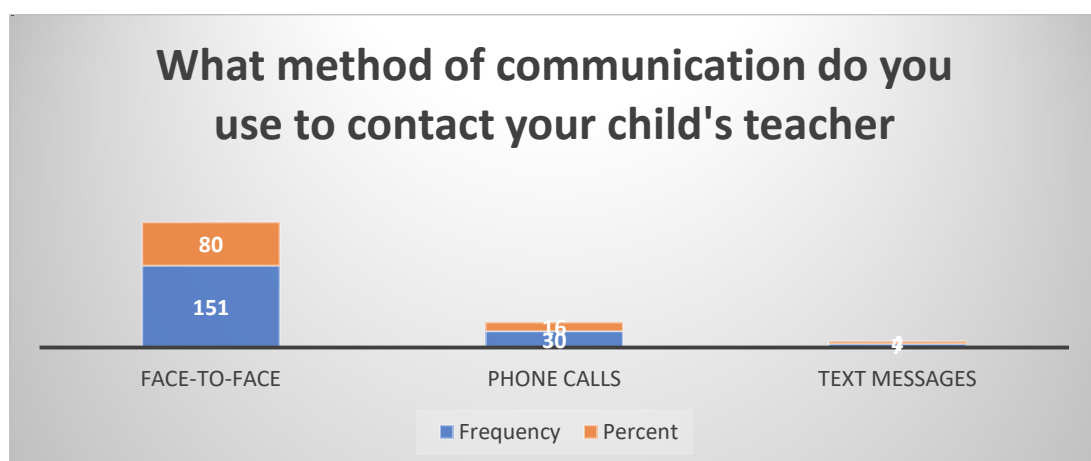 What method of communication do you
use to contact your child's teacher
80
151
16
30
FACE-TO-FACE
PHONE CALLS
TEXT MESSAGES
Frequency
Percent